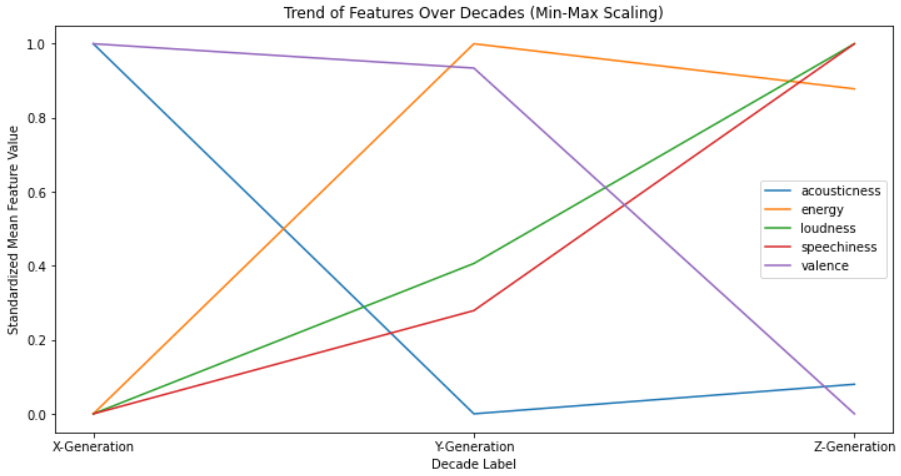 Trend of Features Over Decades (Min-Max Scaling)
Standardized Mean Feature Value
1.0
0.8
0.6
0.4
0.2
0.0
acousticness
energy
loudness
speechiness
valence
X-Generation
Y-Generation
Z-Generation
Decade Label